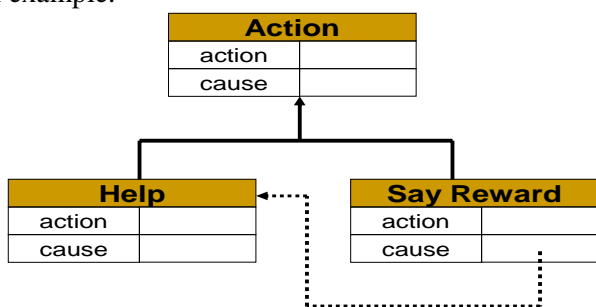 example:
Action
action
cause
Help
Say Reward
action
action
cause
cause